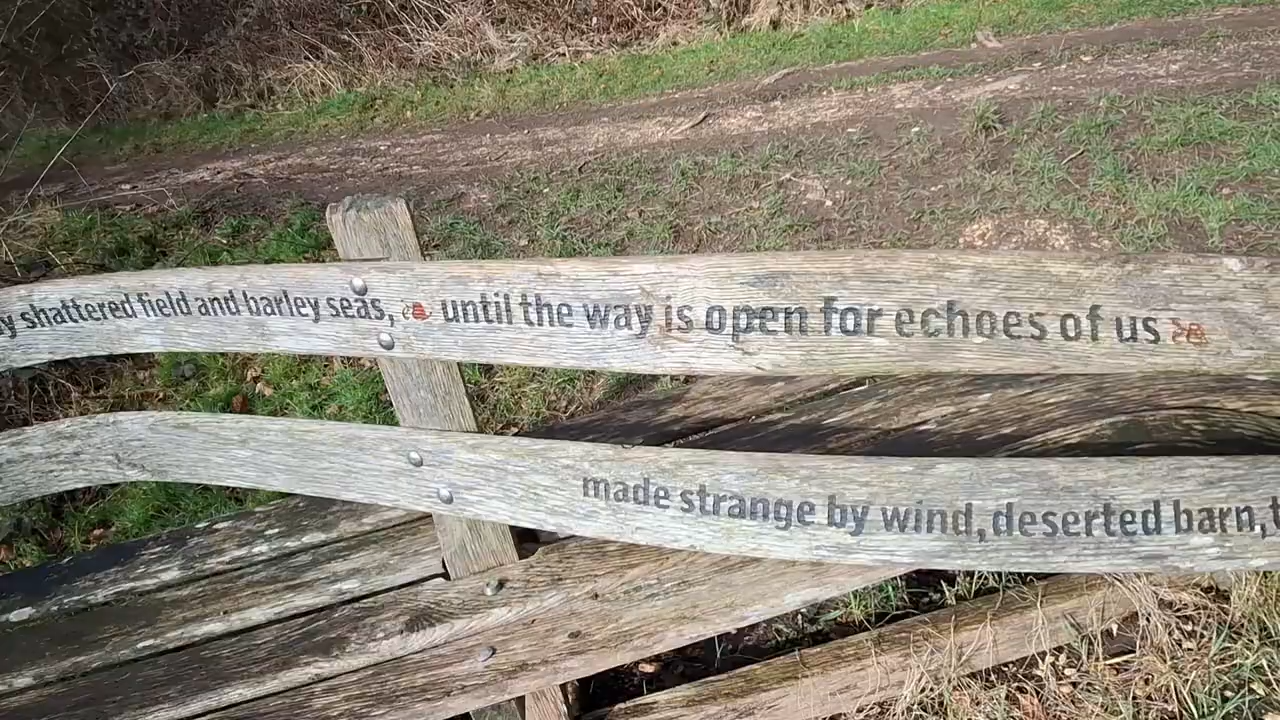 shattered field and barley seas, until the way is open for echoes of us
made strange by wind, deserted barn,